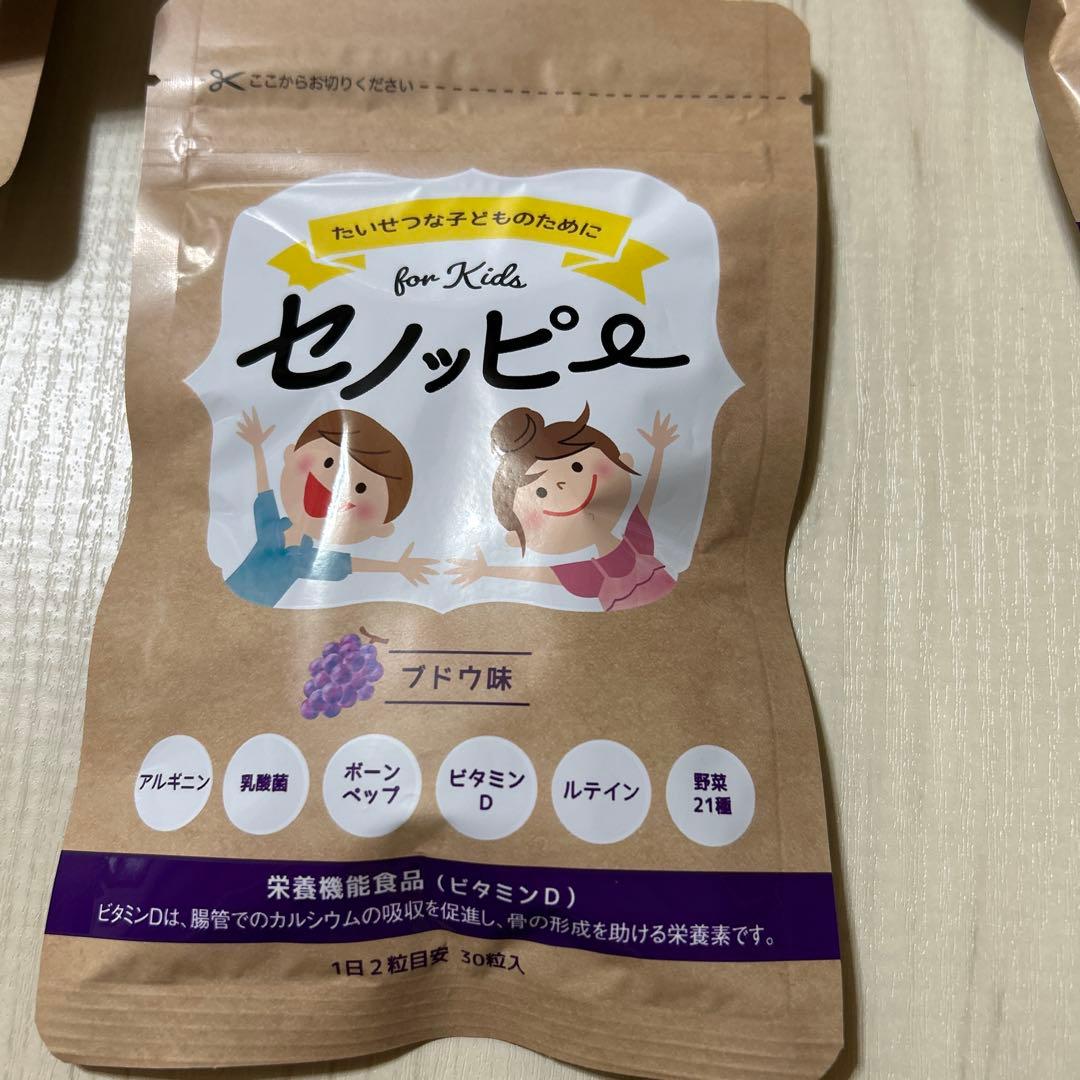 ここからお切りください
たいせつな子どものために
for Kids
セノッピー
ブドウ味
アルギニン
乳酸菌
ボーン
ペップ
ビタミン
D
ルテイン
野菜
21種
栄養機能食品（ビタミンD）
ビタミンDは、腸管でのカルシウムの吸収を促進し、骨の形成を助ける栄養素です。
1日2粒目安 30粒入